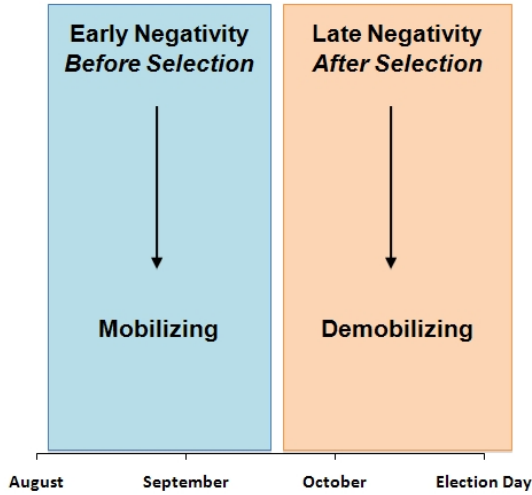 Early Negativity
Before Selection
Mobilizing
Late Negativity
After Selection
Demobilizing
August September October Election Day